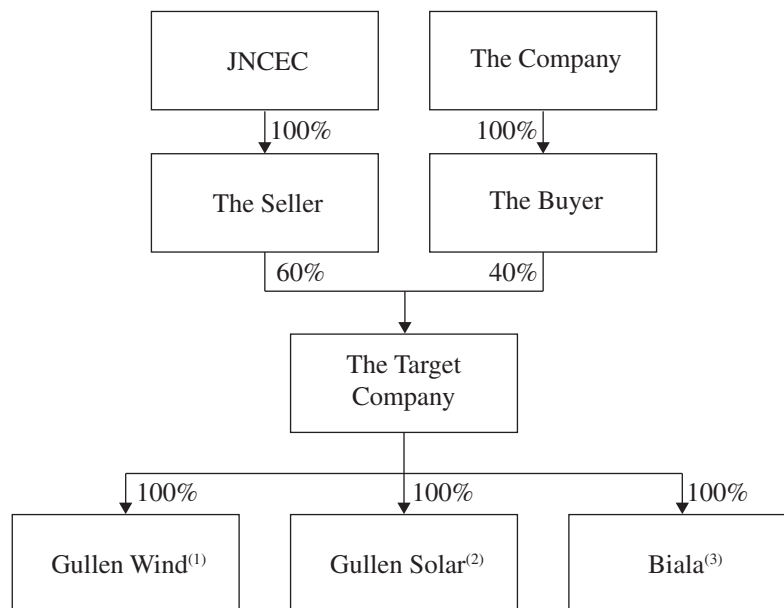 JNCEC
The Company
100%
100%
The Seller
The Buyer
60%
40%
The Target
Company
100%
100%
100%
Gullen Wind(1)
Gullen Solar(2)
Biala(3)